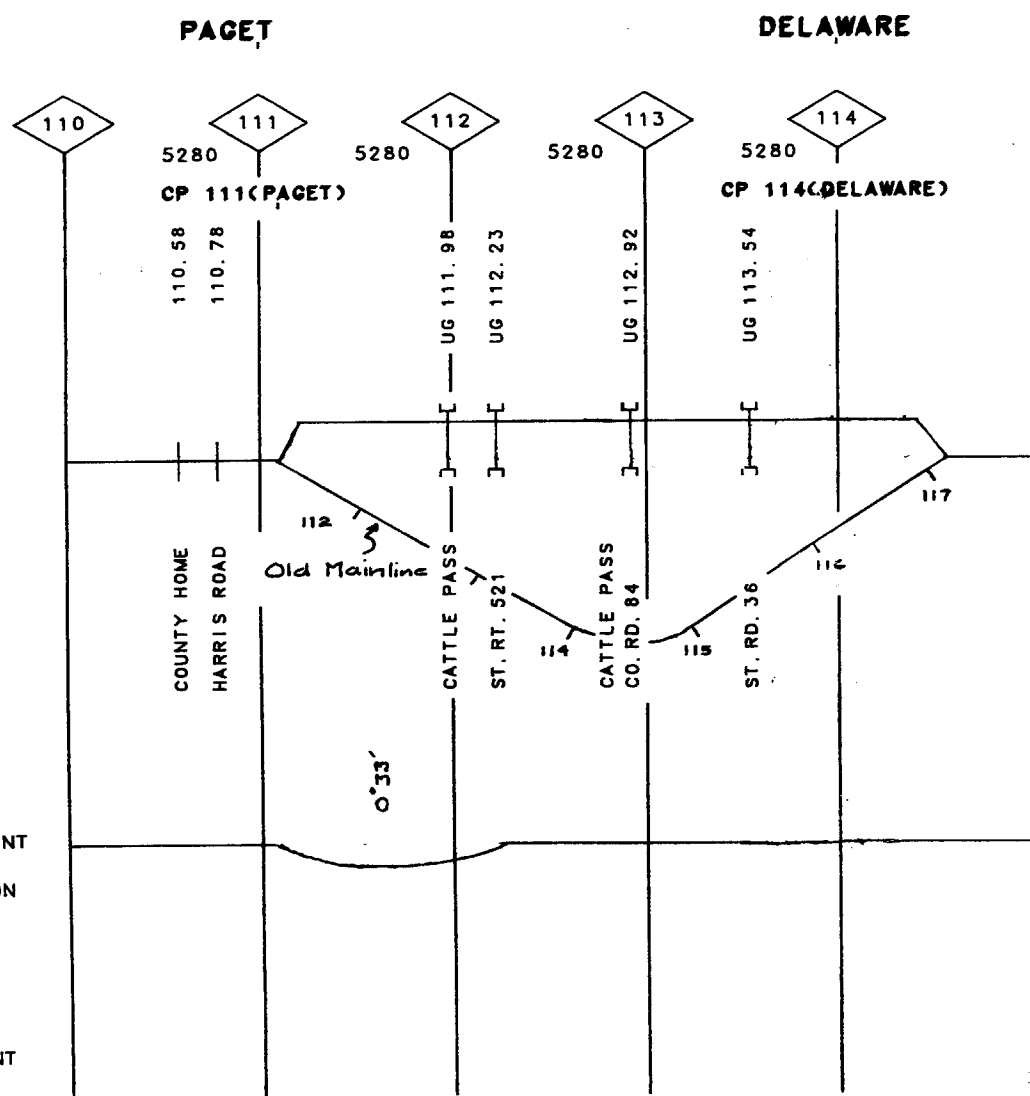 PAGET DELAWARE
110 111 112 113 114
5280 5280 5280 5280
CP 111(PAGET) CP 114(DELAWARE)
110.58
110.78
UG 111.98
UG 112.23
UG 112.92
UG 113.54
112
Old Mainline
114
115
116
117
COUNTY HOME
HARRIS ROAD
CATTLE PASS
ST. RT. 521
CATTLE PASS
CO. RD. 84
ST. RD. 36
0°33'
NT
ON
NT